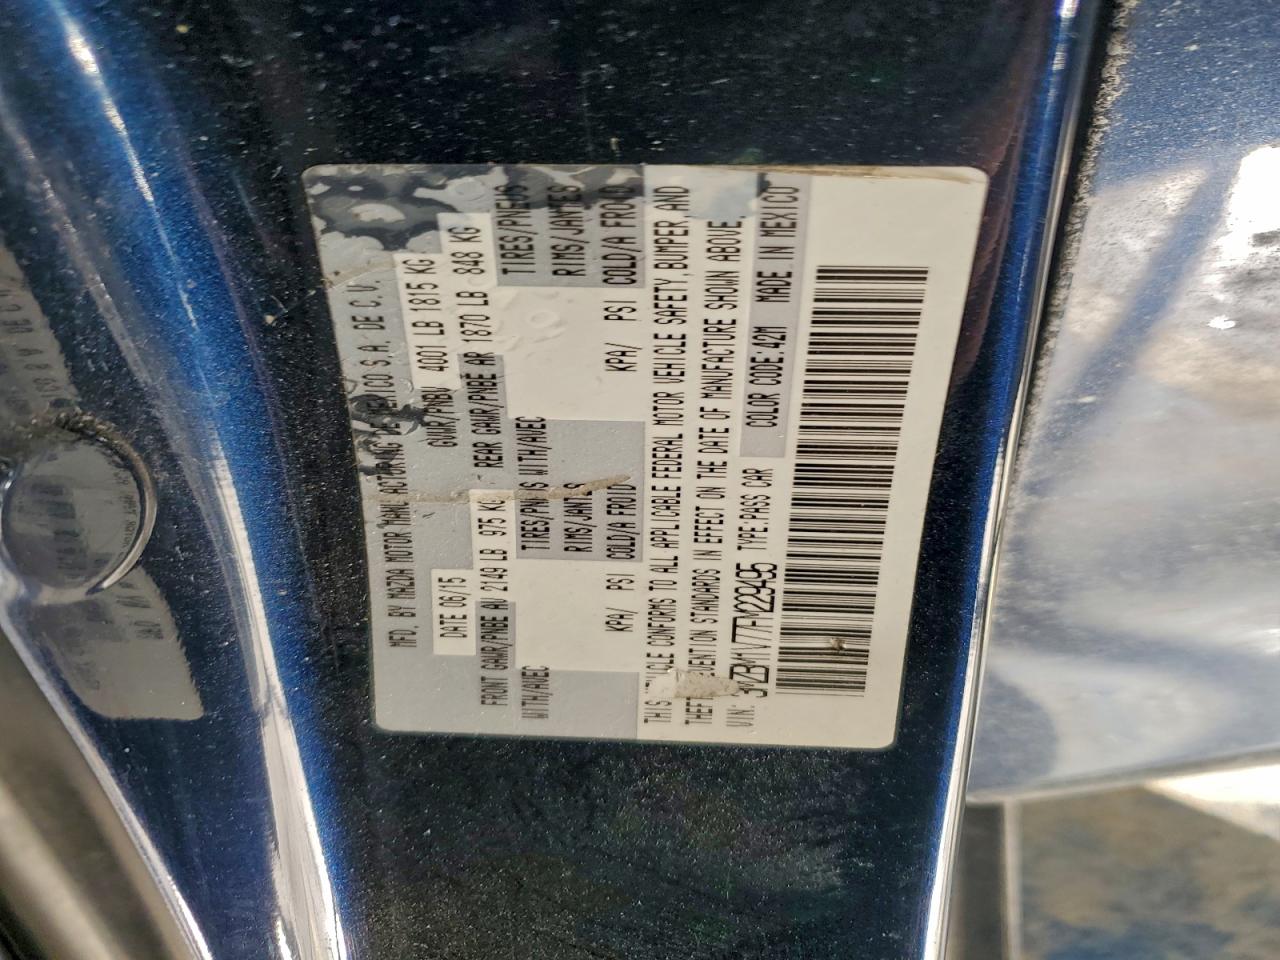 MFD. BY MAZDA MOTOR MANUFACTURING DE MEXICO S.A. DE C.V.
DATE 06/15 GVWR/PNBV 4001 LB 1815 KG
FRONT GAWR/PNBE AV 2149 LB 975 KG REAR GAWR/PNBE AR 1870 LB 848 KG
WITH/AVEC TIRES/PNEUS WITH/AVEC TIRES/PNEUS
RIMS/JANTES RIMS/JANTES
KPA/ PSI COLD/A FROID KPA/ PSI COLD/A FROID
THIS VEHICLE CONFORMS TO ALL APPLICABLE FEDERAL MOTOR VEHICLE SAFETY, BUMPER, AND
THEFT PREVENTION STANDARDS IN EFFECT ON THE DATE OF MANUFACTURE SHOWN ABOVE.
VIN: TYPE:PASS CAR COLOR CODE:42M MADE IN MEXICO